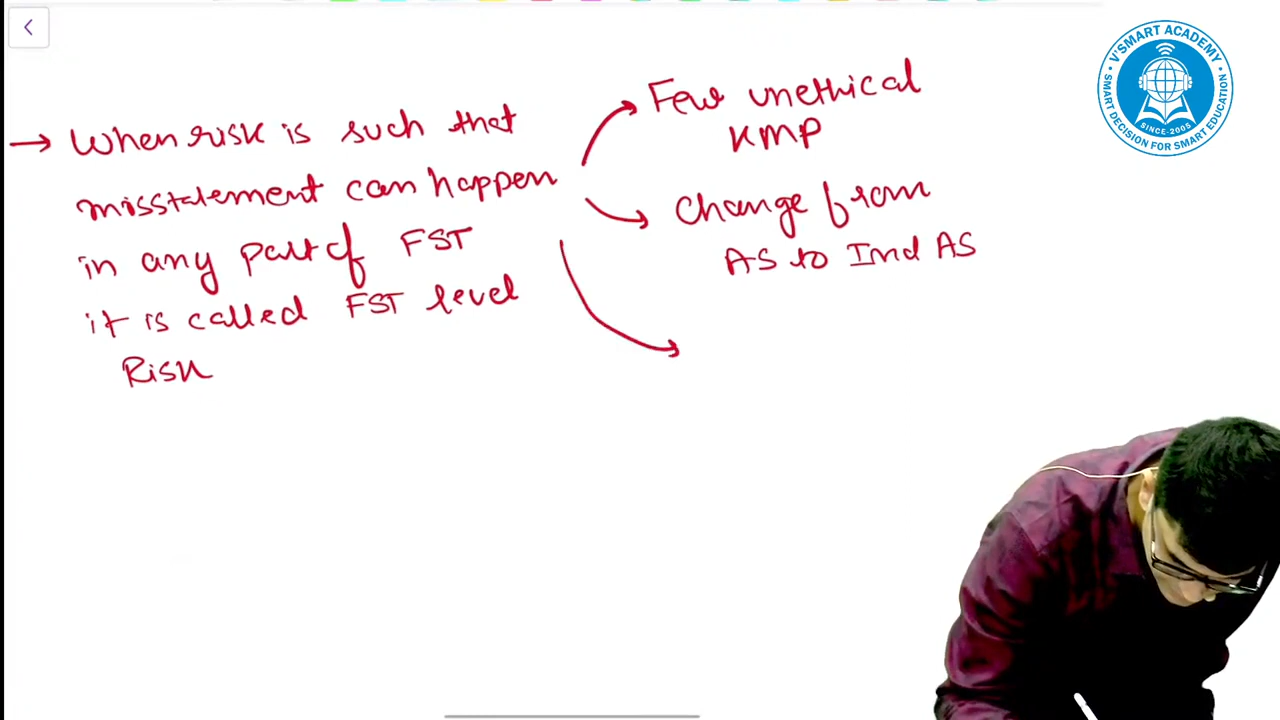 → When risk is such that
misstatement can happen
in any part of FST
it is called FST level
Risk
Few unethical
KMP
Change from
AS to Ind AS
V'SMART ACADEMY
SINCE-2005
SMART DECISION FOR SMART EDUCATION